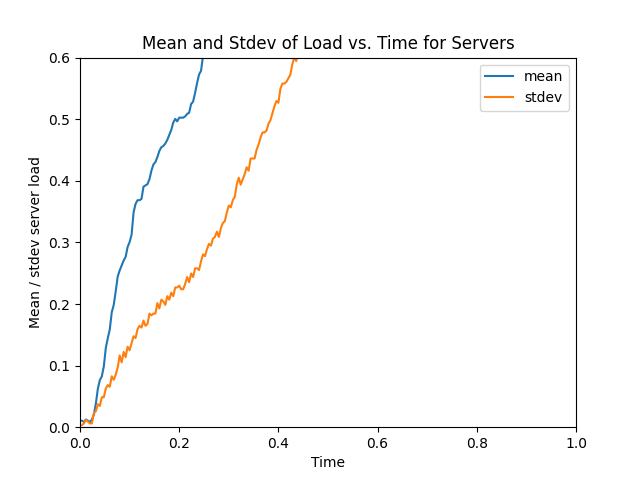 Mean and Stdev of Load vs. Time for Servers
mean
stdev
Mean / stdev server load
0.6
0.5
0.4
0.3
0.2
0.1
0.0
0.0 0.2 0.4 0.6 0.8 1.0
Time